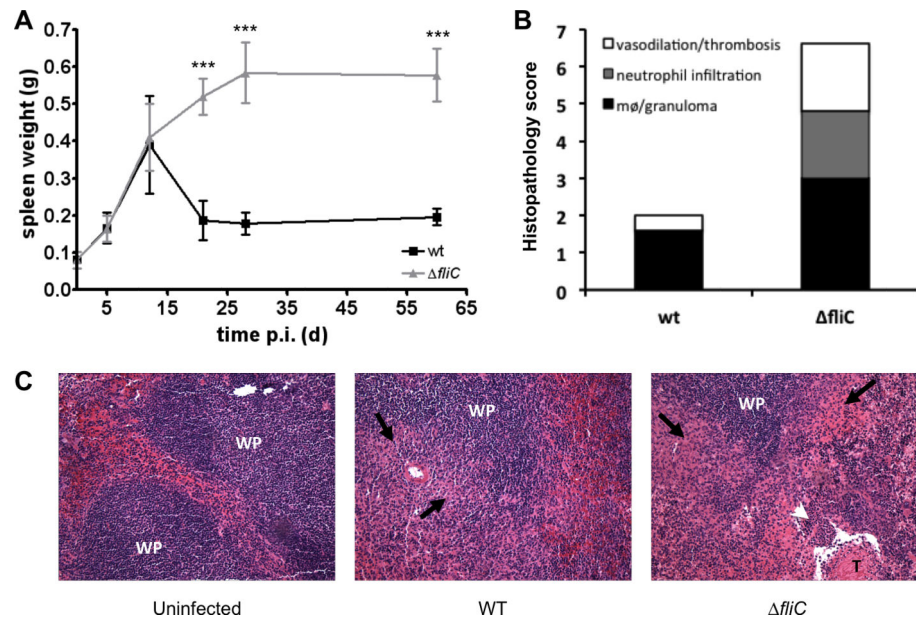 A
0.7
0.6
0.5
0.4
0.3
0.2
0.1
0.0
spleen weight (g)
*** *** ***
wt
ΔfliC
5 15 25 35 45 55 65
time p.i. (d)
B
7
6
5
4
3
2
1
0
Histopathology score
vasodilation/thrombosis
neutrophil infiltration
mø/granuloma
wt ΔfliC
C
WP
WP
WP
WP
T
Uninfected WT ΔfliC